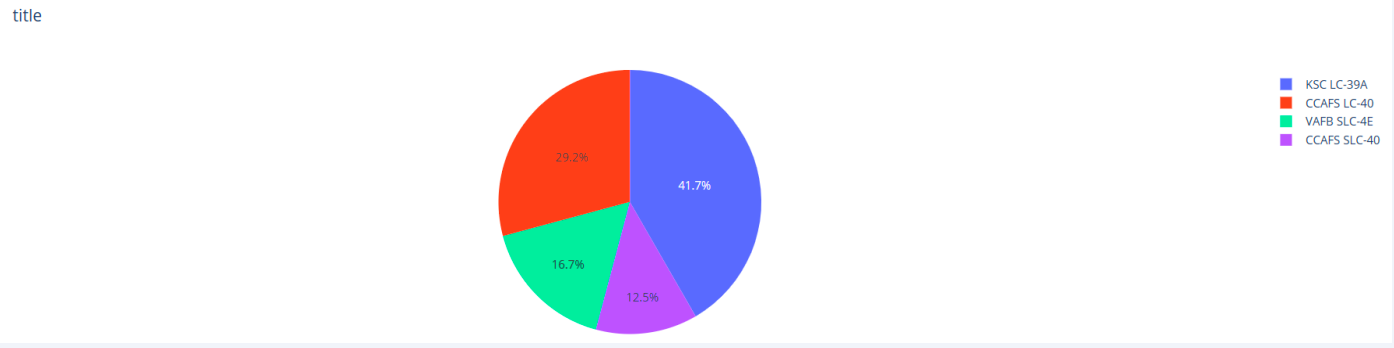 title
KSC LC-39A
CCAFS LC-40
VAFB SLC-4E
CCAFS SLC-40
29.2%
41.7%
16.7%
12.5%